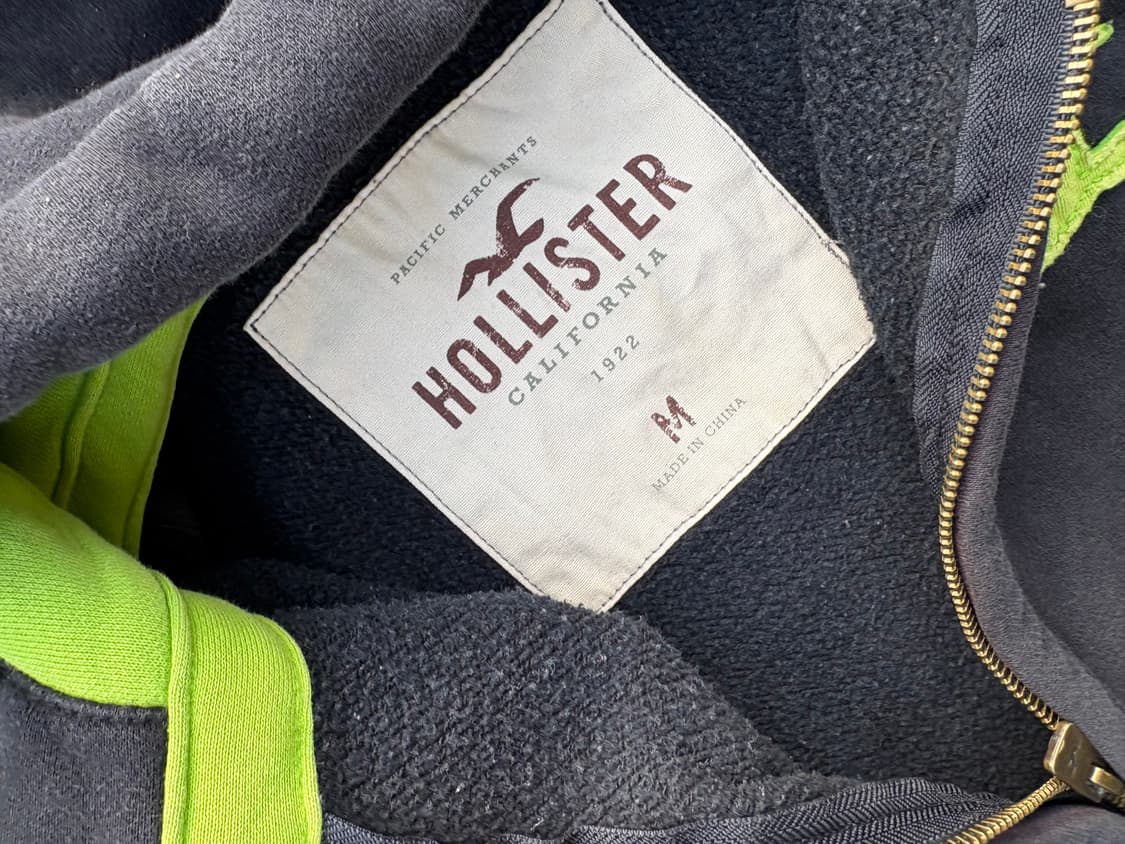 PACIFIC MERCHANTS
HOLLISTER
CALIFORNIA
1922
M
MADE IN CHINA